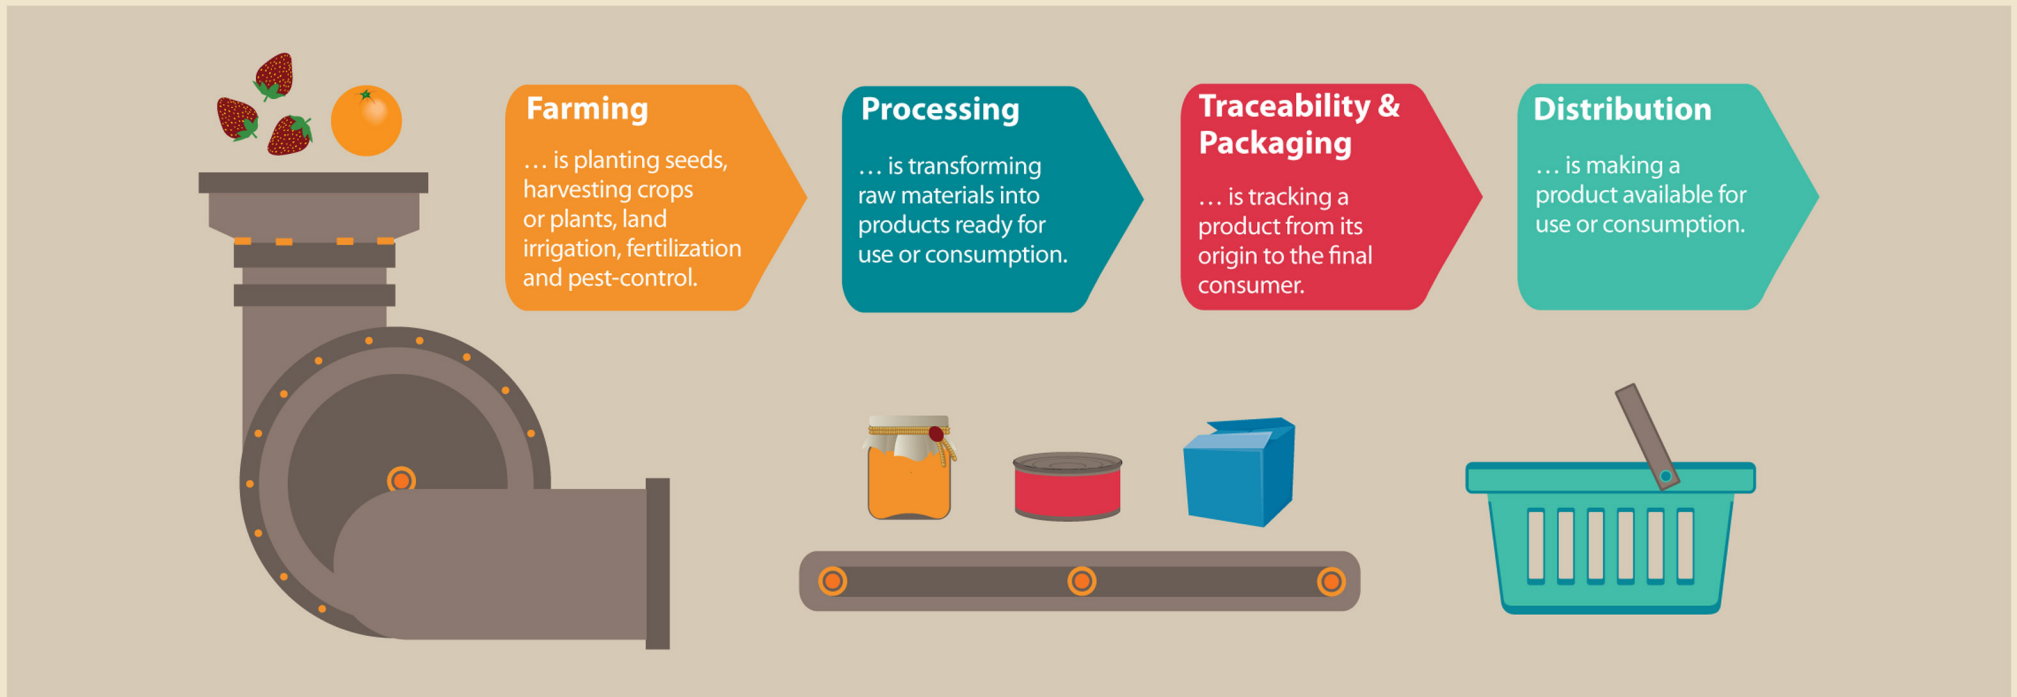 Farming
… is planting seeds,
harvesting crops
or plants, land
irrigation, fertilization
and pest-control.
Processing
… is transforming
raw materials into
products ready for
use or consumption.
Traceability &
Packaging
… is tracking a
product from its
origin to the final
consumer.
Distribution
… is making a
product available for
use or consumption.